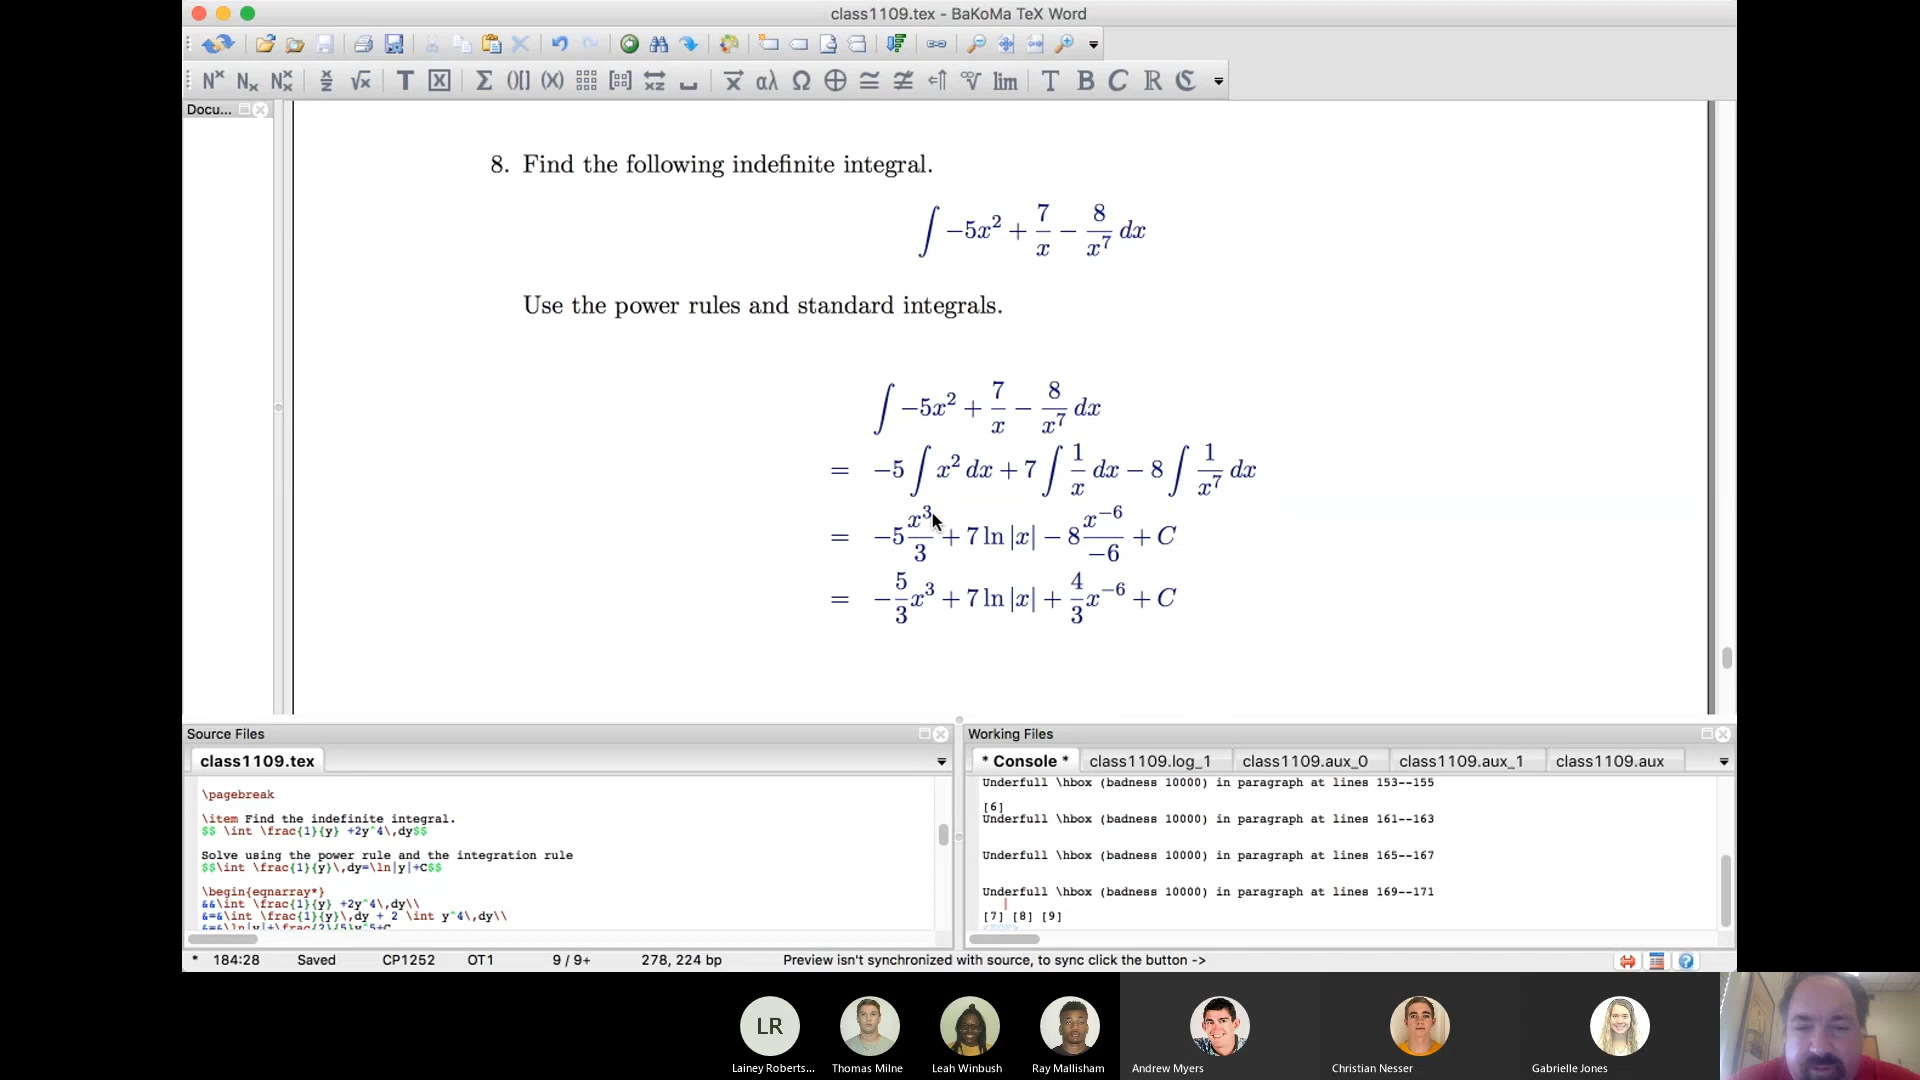 class1109.tex - BaKoMa TeX Word
Docu...
8. Find the following indefinite integral.
∫ −5x² + 7/x − 8/x⁷ dx
Use the power rules and standard integrals.
∫ −5x² + 7/x − 8/x⁷ dx
= −5 ∫ x² dx + 7 ∫ 1/x dx − 8 ∫ 1/x⁷ dx
= −5 x³/3 + 7 ln |x| − 8 x⁻⁶/−6 + C
= −5/3 x³ + 7 ln |x| + 4/3 x⁻⁶ + C
Source Files
class1109.tex
\pagebreak
\item Find the indefinite integral.
$$ \int \frac{1}{y} +2y^4\,dy$$
Solve using the power rule and the integration rule
$$\int \frac{1}{y}\,dy=\ln|y|+C$$
\begin{eqnarray*}
&&\int \frac{1}{y} +2y^4\,dy\\
&=&\int \frac{1}{y}\,dy + 2 \int y^4\,dy\\
&=&\ln|y|+\frac{2}{5}y^5+C
Working Files
* Console * class1109.log_1 class1109.aux_0 class1109.aux_1 class1109.aux
Underfull \hbox (badness 10000) in paragraph at lines 153--155
[6]
Underfull \hbox (badness 10000) in paragraph at lines 161--163
Underfull \hbox (badness 10000) in paragraph at lines 165--167
Underfull \hbox (badness 10000) in paragraph at lines 169--171
[7] [8] [9]
* 184:28 Saved CP1252 OT1 9 / 9+ 278, 224 bp Preview isn't synchronized with source, to sync click the button ->
LR
Lainey Roberts... Thomas Milne Leah Winbush Ray Mallisham Andrew Myers Christian Nesser Gabrielle Jones